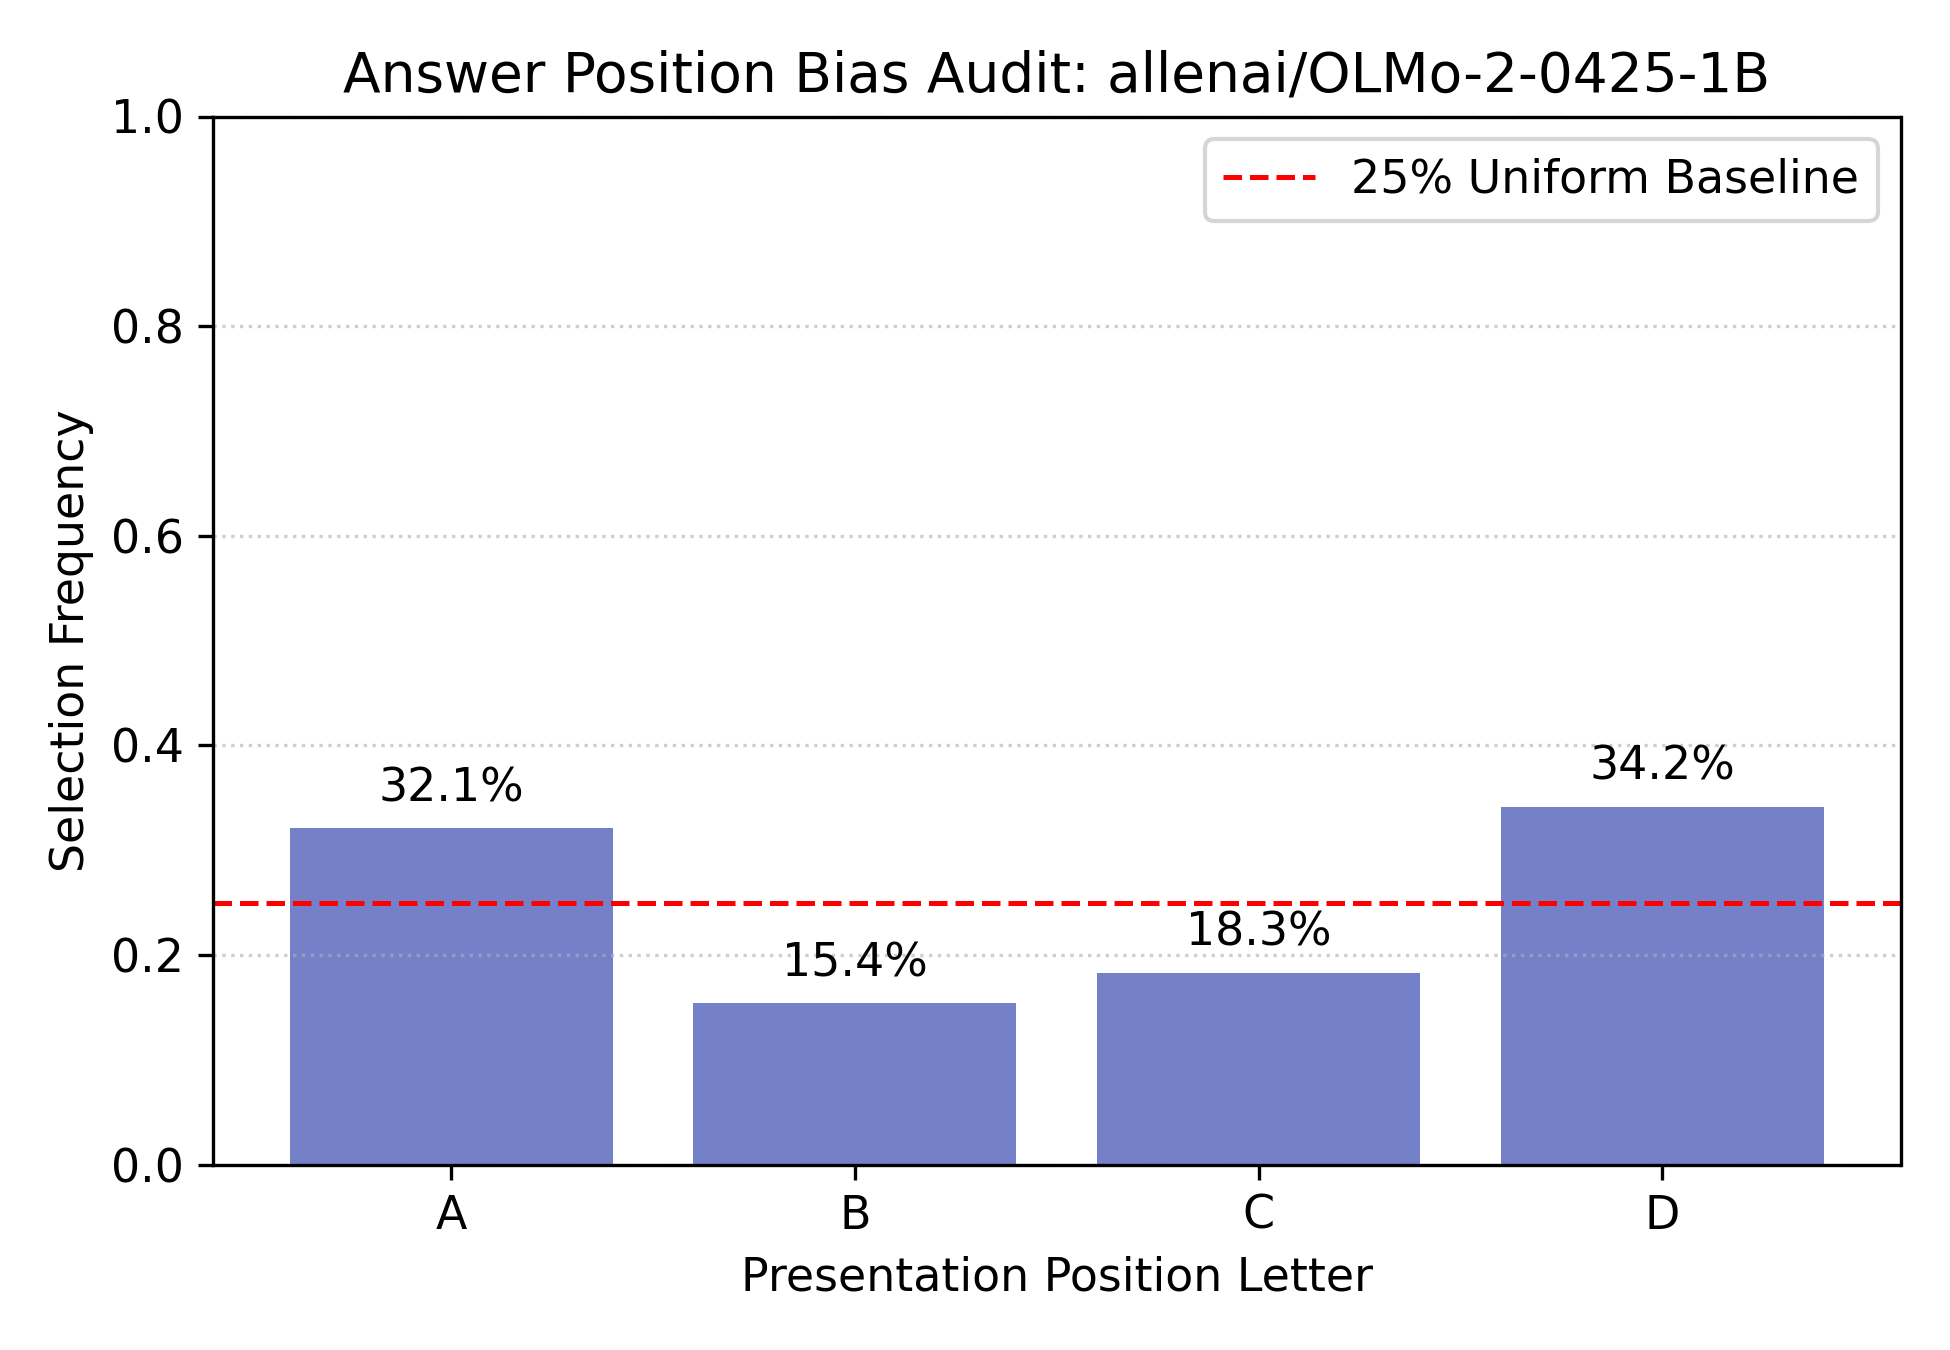 Answer Position Bias Audit: allenai/OLMo-2-0425-1B
1.0
25% Uniform Baseline
0.8
0.6
0.4
0.2
0.0
Selection Frequency
32.1%
15.4%
18.3%
34.2%
A
B
C
D
Presentation Position Letter